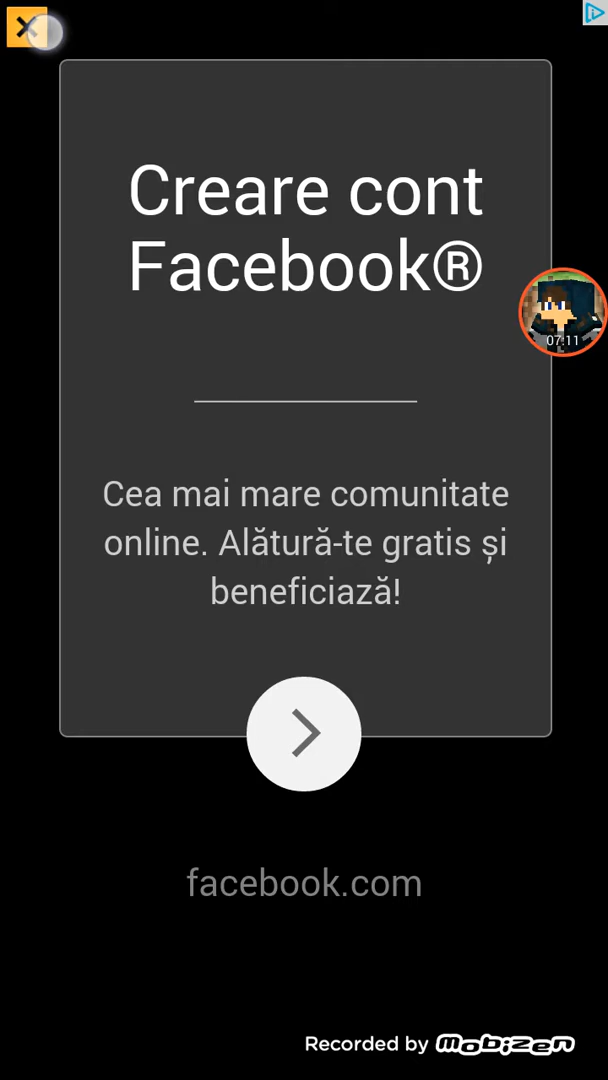 Creare cont
Facebook®
07:11
Cea mai mare comunitate
online. Alătură-te gratis și
beneficiază!
facebook.com
Recorded by mobizen